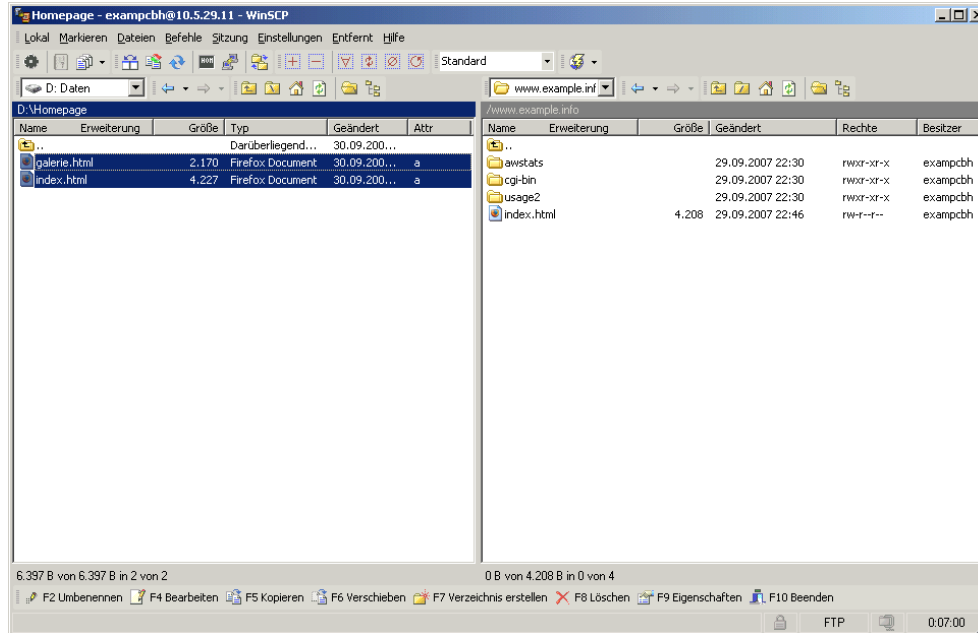 Homepage - exampcbh@10.5.29.11 - WinSCP
Lokal Markieren Dateien Befehle Sitzung Einstellungen Entfernt Hilfe
Standard
D: Daten www.example.inf
D:\Homepage /www.example.info
Name Erweiterung Größe Typ Geändert Attr Name Erweiterung Größe Geändert Rechte Besitzer
.. Darüberliegend... 30.09.200... ..
galerie.html 2.170 Firefox Document 30.09.200... a awstats 29.09.2007 22:30 rwxr-xr-x exampcbh
index.html 4.227 Firefox Document 30.09.200... a cgi-bin 29.09.2007 22:30 rwxr-xr-x exampcbh
usage2 29.09.2007 22:30 rwxr-xr-x exampcbh
index.html 4.208 29.09.2007 22:46 rw-r--r-- exampcbh
6.397 B von 6.397 B in 2 von 2 0 B von 4.208 B in 0 von 4
F2 Umbenennen F4 Bearbeiten F5 Kopieren F6 Verschieben F7 Verzeichnis erstellen F8 Löschen F9 Eigenschaften F10 Beenden
FTP 0:07:00